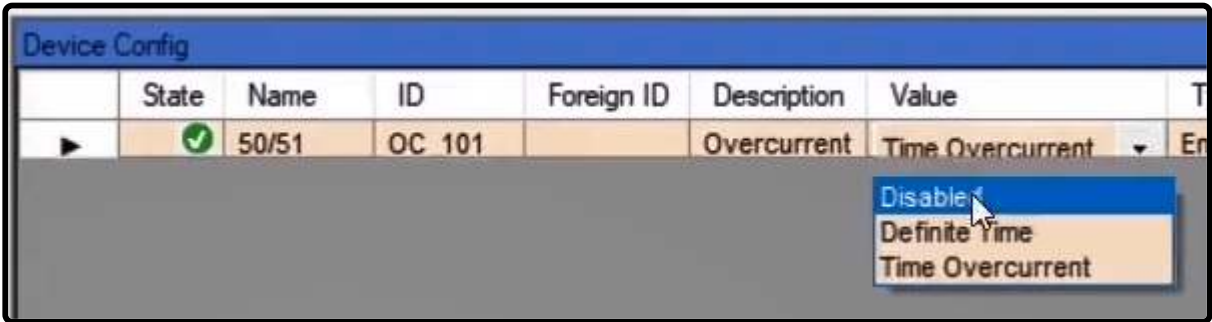 Device Config
State Name ID Foreign ID Description Value T
50/51 OC 101 Overcurrent Time Overcurrent En
Disabled
Definite Time
Time Overcurrent